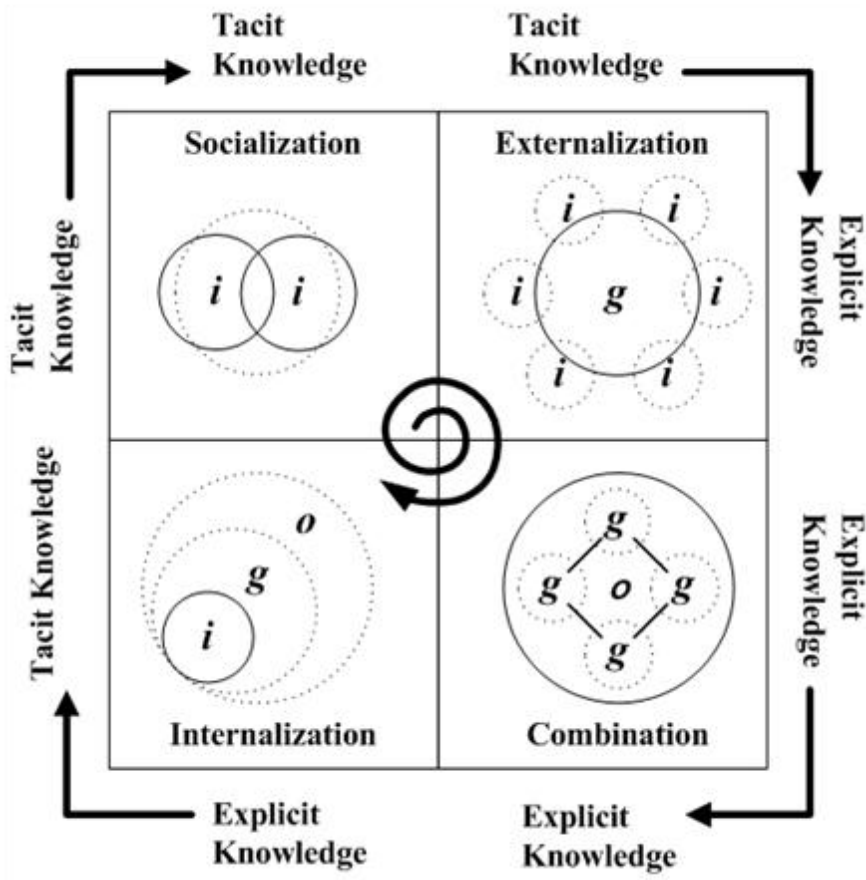 Tacit
Knowledge
Tacit
Knowledge
Socialization
Externalization
i i
i i
i g i
i i
Tacit
Knowledge
Explicit
Knowledge
Tacit Knowledge
Explicit
Knowledge
o
g
i
g
g o g
g
Internalization
Combination
Explicit
Knowledge
Explicit
Knowledge